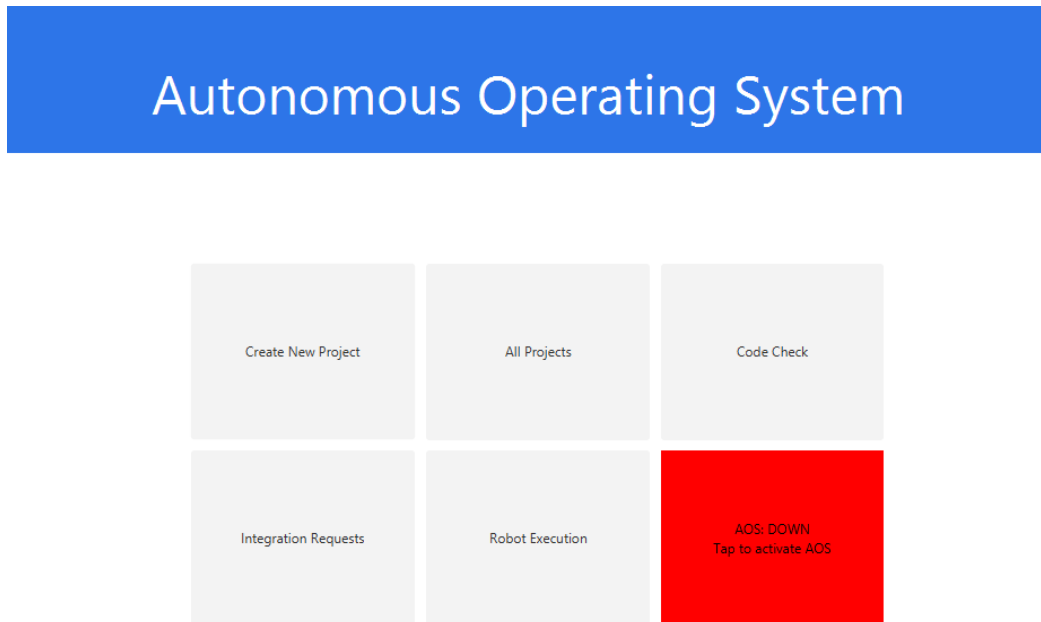 Autonomous Operating System
Create New Project
All Projects
Code Check
Integration Requests
Robot Execution
AOS: DOWN
Tap to activate AOS